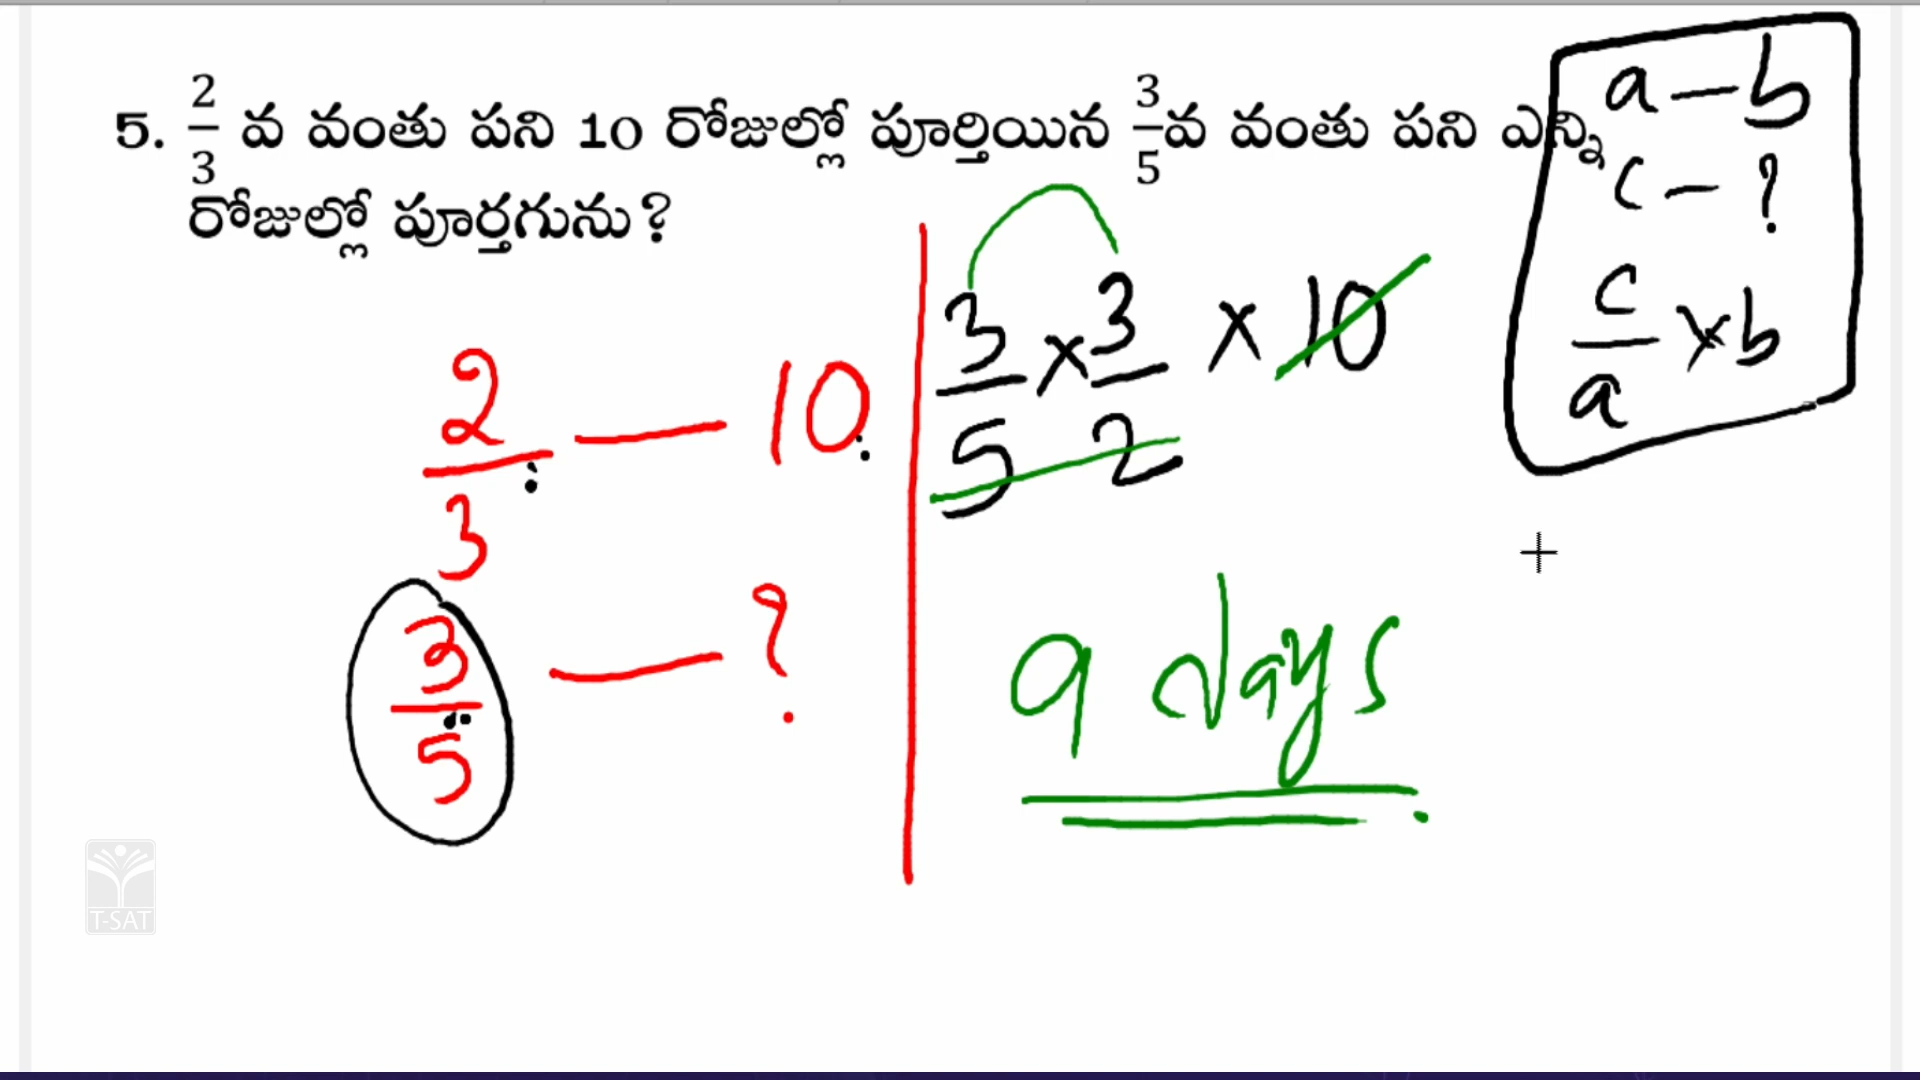 5. 2/3 వ వంతు పని 10 రోజుల్లో పూర్తియిన 3/5 వ వంతు పని ఎన్ని
రోజుల్లో పూర్తగును?
2/3 — 10
3/5 — ?
3/5 × 3/2 × 10
9 days
a – b
c – ?
c/a × b
T-SAT